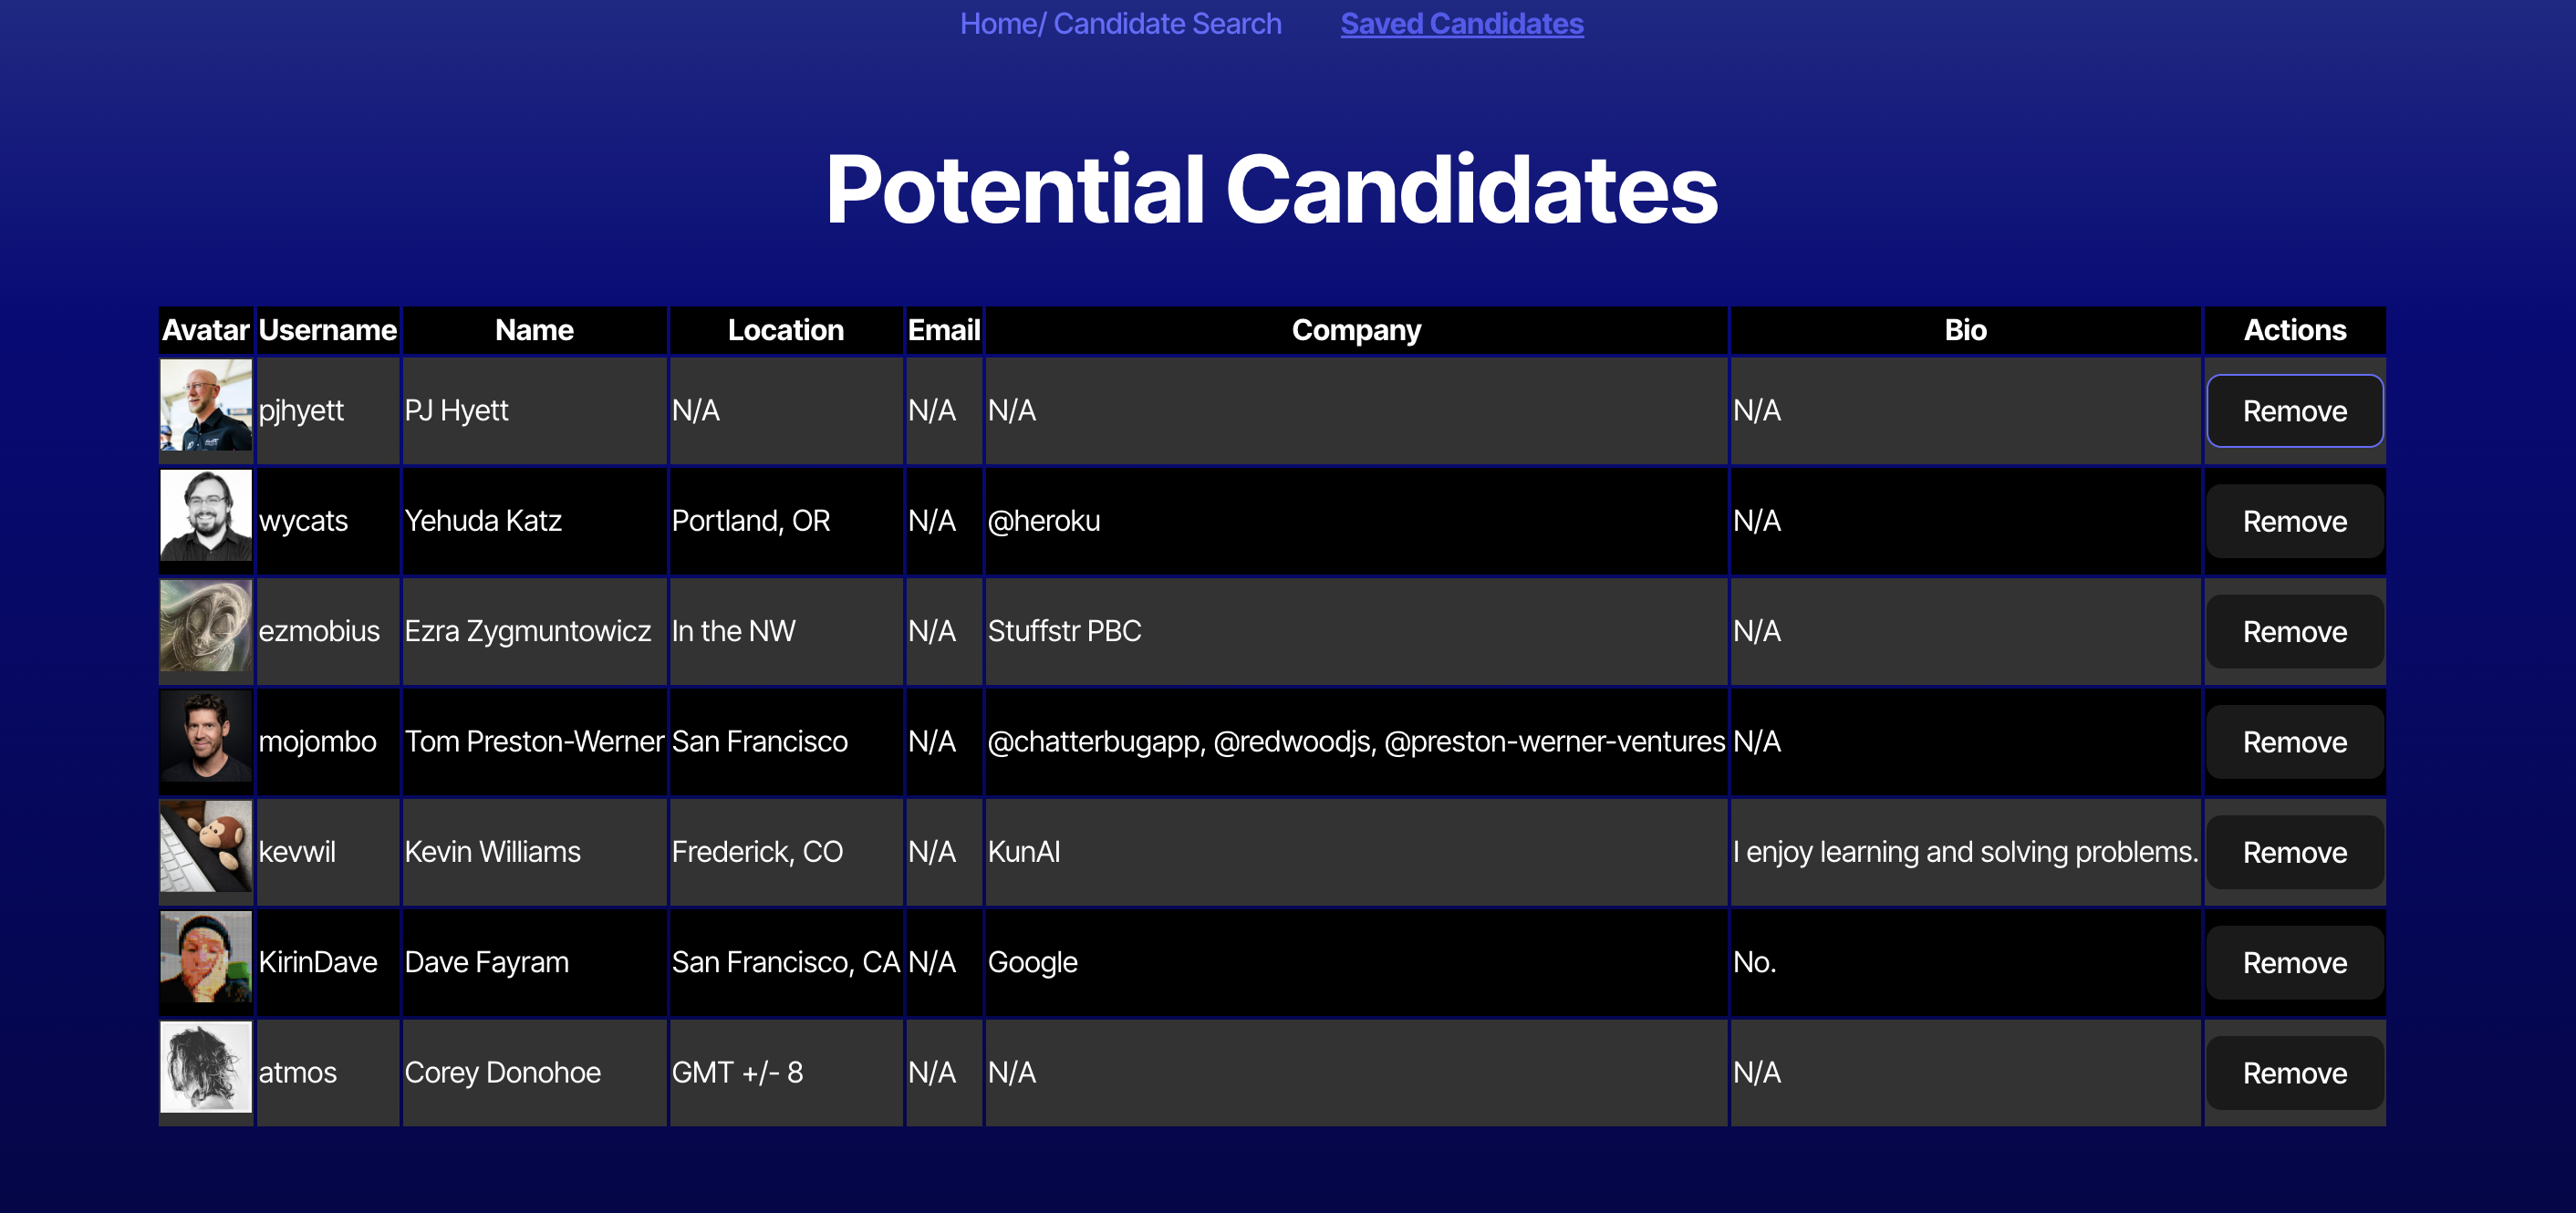 Home/ Candidate Search Saved Candidates
Potential Candidates
Avatar Username Name Location Email Company Bio Actions
pjhyett PJ Hyett N/A N/A N/A N/A Remove
wycats Yehuda Katz Portland, OR N/A @heroku N/A Remove
ezmobius Ezra Zygmuntowicz In the NW N/A Stuffstr PBC N/A Remove
mojombo Tom Preston-Werner San Francisco N/A @chatterbugapp, @redwoodjs, @preston-werner-ventures N/A Remove
kevwil Kevin Williams Frederick, CO N/A KunAI I enjoy learning and solving problems. Remove
KirinDave Dave Fayram San Francisco, CA N/A Google No. Remove
atmos Corey Donohoe GMT +/- 8 N/A N/A N/A Remove